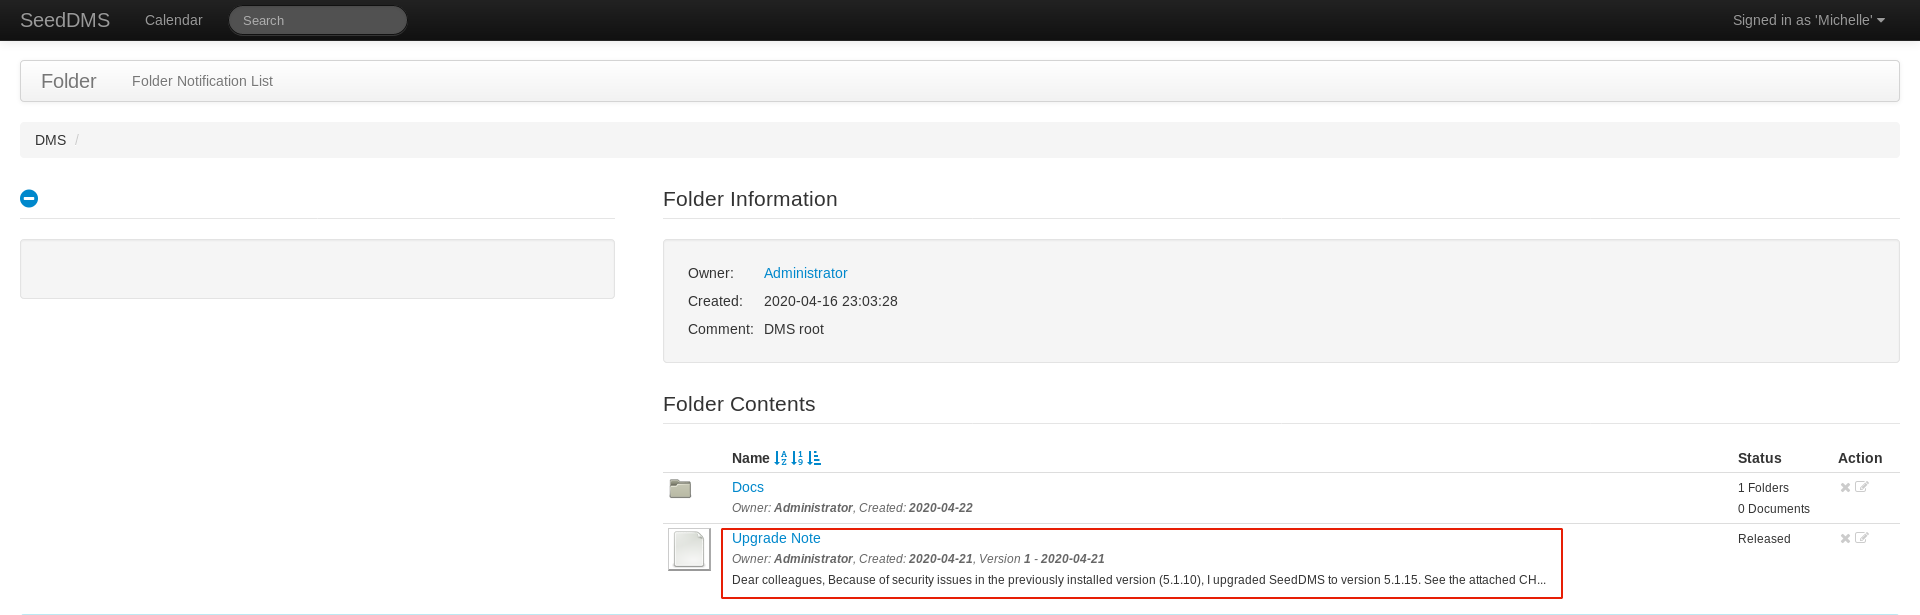 SeedDMS Calendar Search Signed in as 'Michelle'
Folder Folder Notification List
DMS /
Folder Information
Owner: Administrator
Created: 2020-04-16 23:03:28
Comment: DMS root
Folder Contents
Name Status Action
Docs 1 Folders
Owner: Administrator, Created: 2020-04-22 0 Documents
Upgrade Note Released
Owner: Administrator, Created: 2020-04-21, Version 1 - 2020-04-21
Dear colleagues, Because of security issues in the previously installed version (5.1.10), I upgraded SeedDMS to version 5.1.15. See the attached CH...